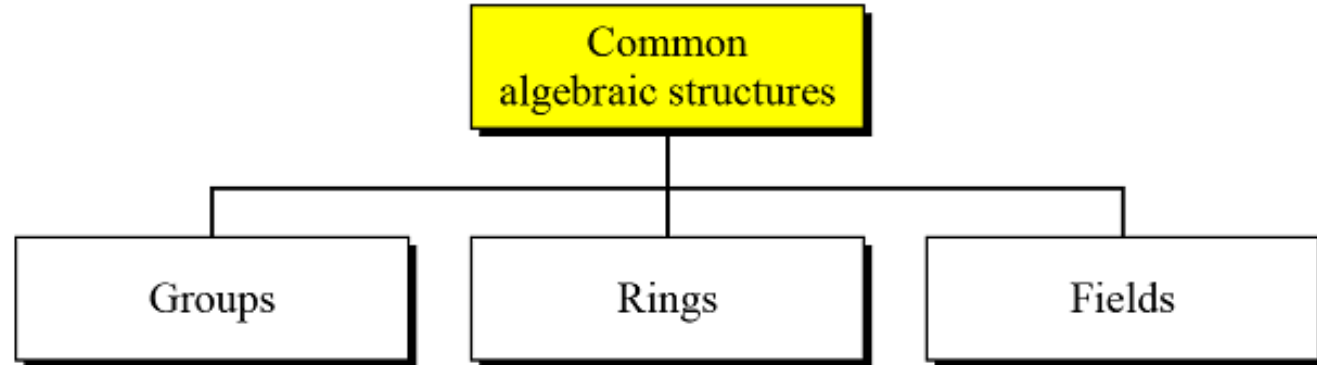 Common
algebraic structures
Groups
Rings
Fields